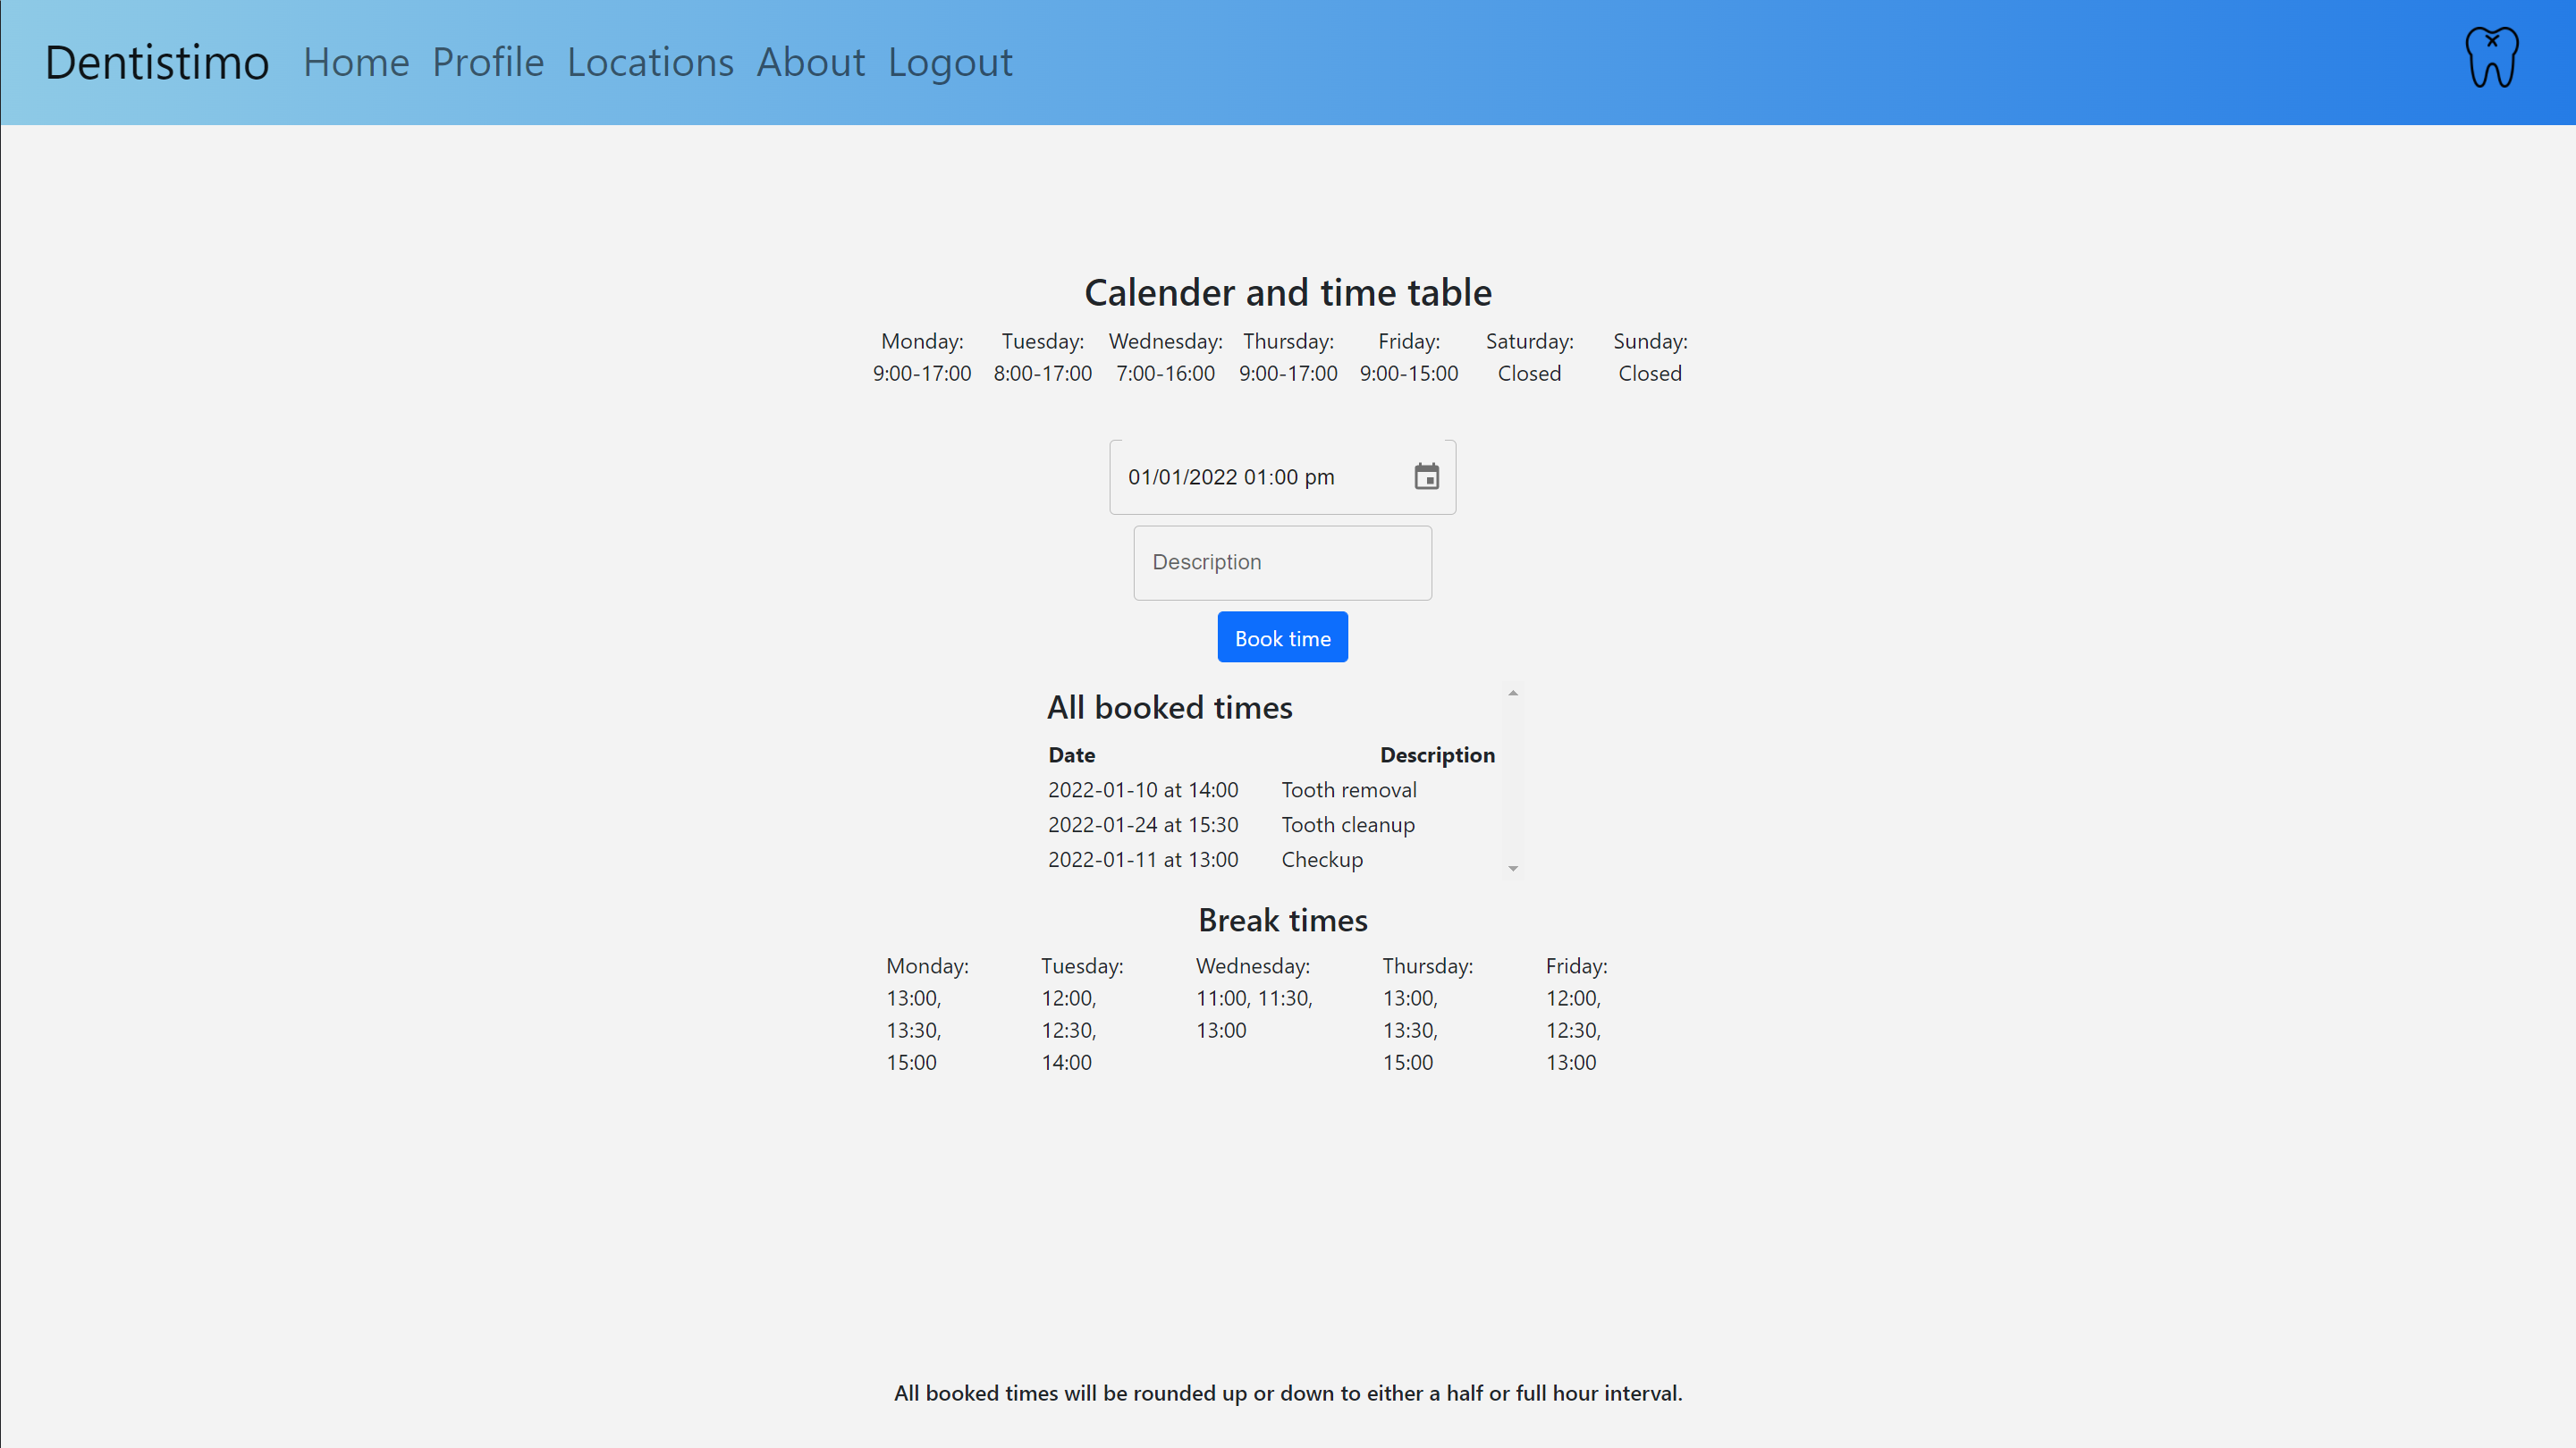 Dentistimo Home Profile Locations About Logout
Calender and time table
Monday: Tuesday: Wednesday: Thursday: Friday: Saturday: Sunday:
9:00-17:00 8:00-17:00 7:00-16:00 9:00-17:00 9:00-15:00 Closed Closed
01/01/2022 01:00 pm
Description
Book time
All booked times
Date Description
2022-01-10 at 14:00 Tooth removal
2022-01-24 at 15:30 Tooth cleanup
2022-01-11 at 13:00 Checkup
Break times
Monday: Tuesday: Wednesday: Thursday: Friday:
13:00, 12:00, 11:00, 11:30, 13:00, 12:00,
13:30, 12:30, 13:00 13:30, 12:30,
15:00 14:00 15:00 13:00
All booked times will be rounded up or down to either a half or full hour interval.